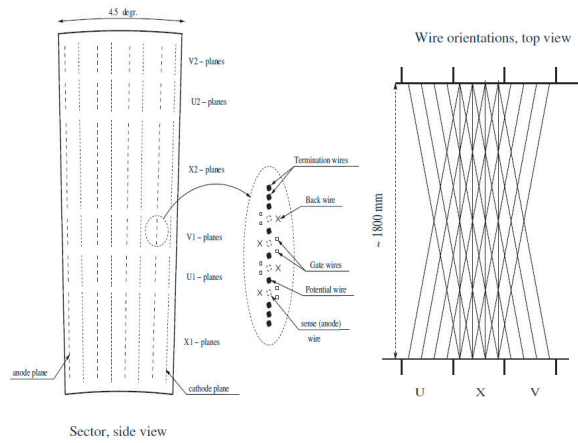 4.5 degr.
V2 – planes
U2 – planes
X2 – planes
V1 – planes
U1 – planes
X1 – planes
anode plane
cathode plane
Sector, side view
Termination wires
Back wire
Gate wires
Potential wire
sense (anode)
wire
Wire orientations, top view
~ 1800 mm
U X V